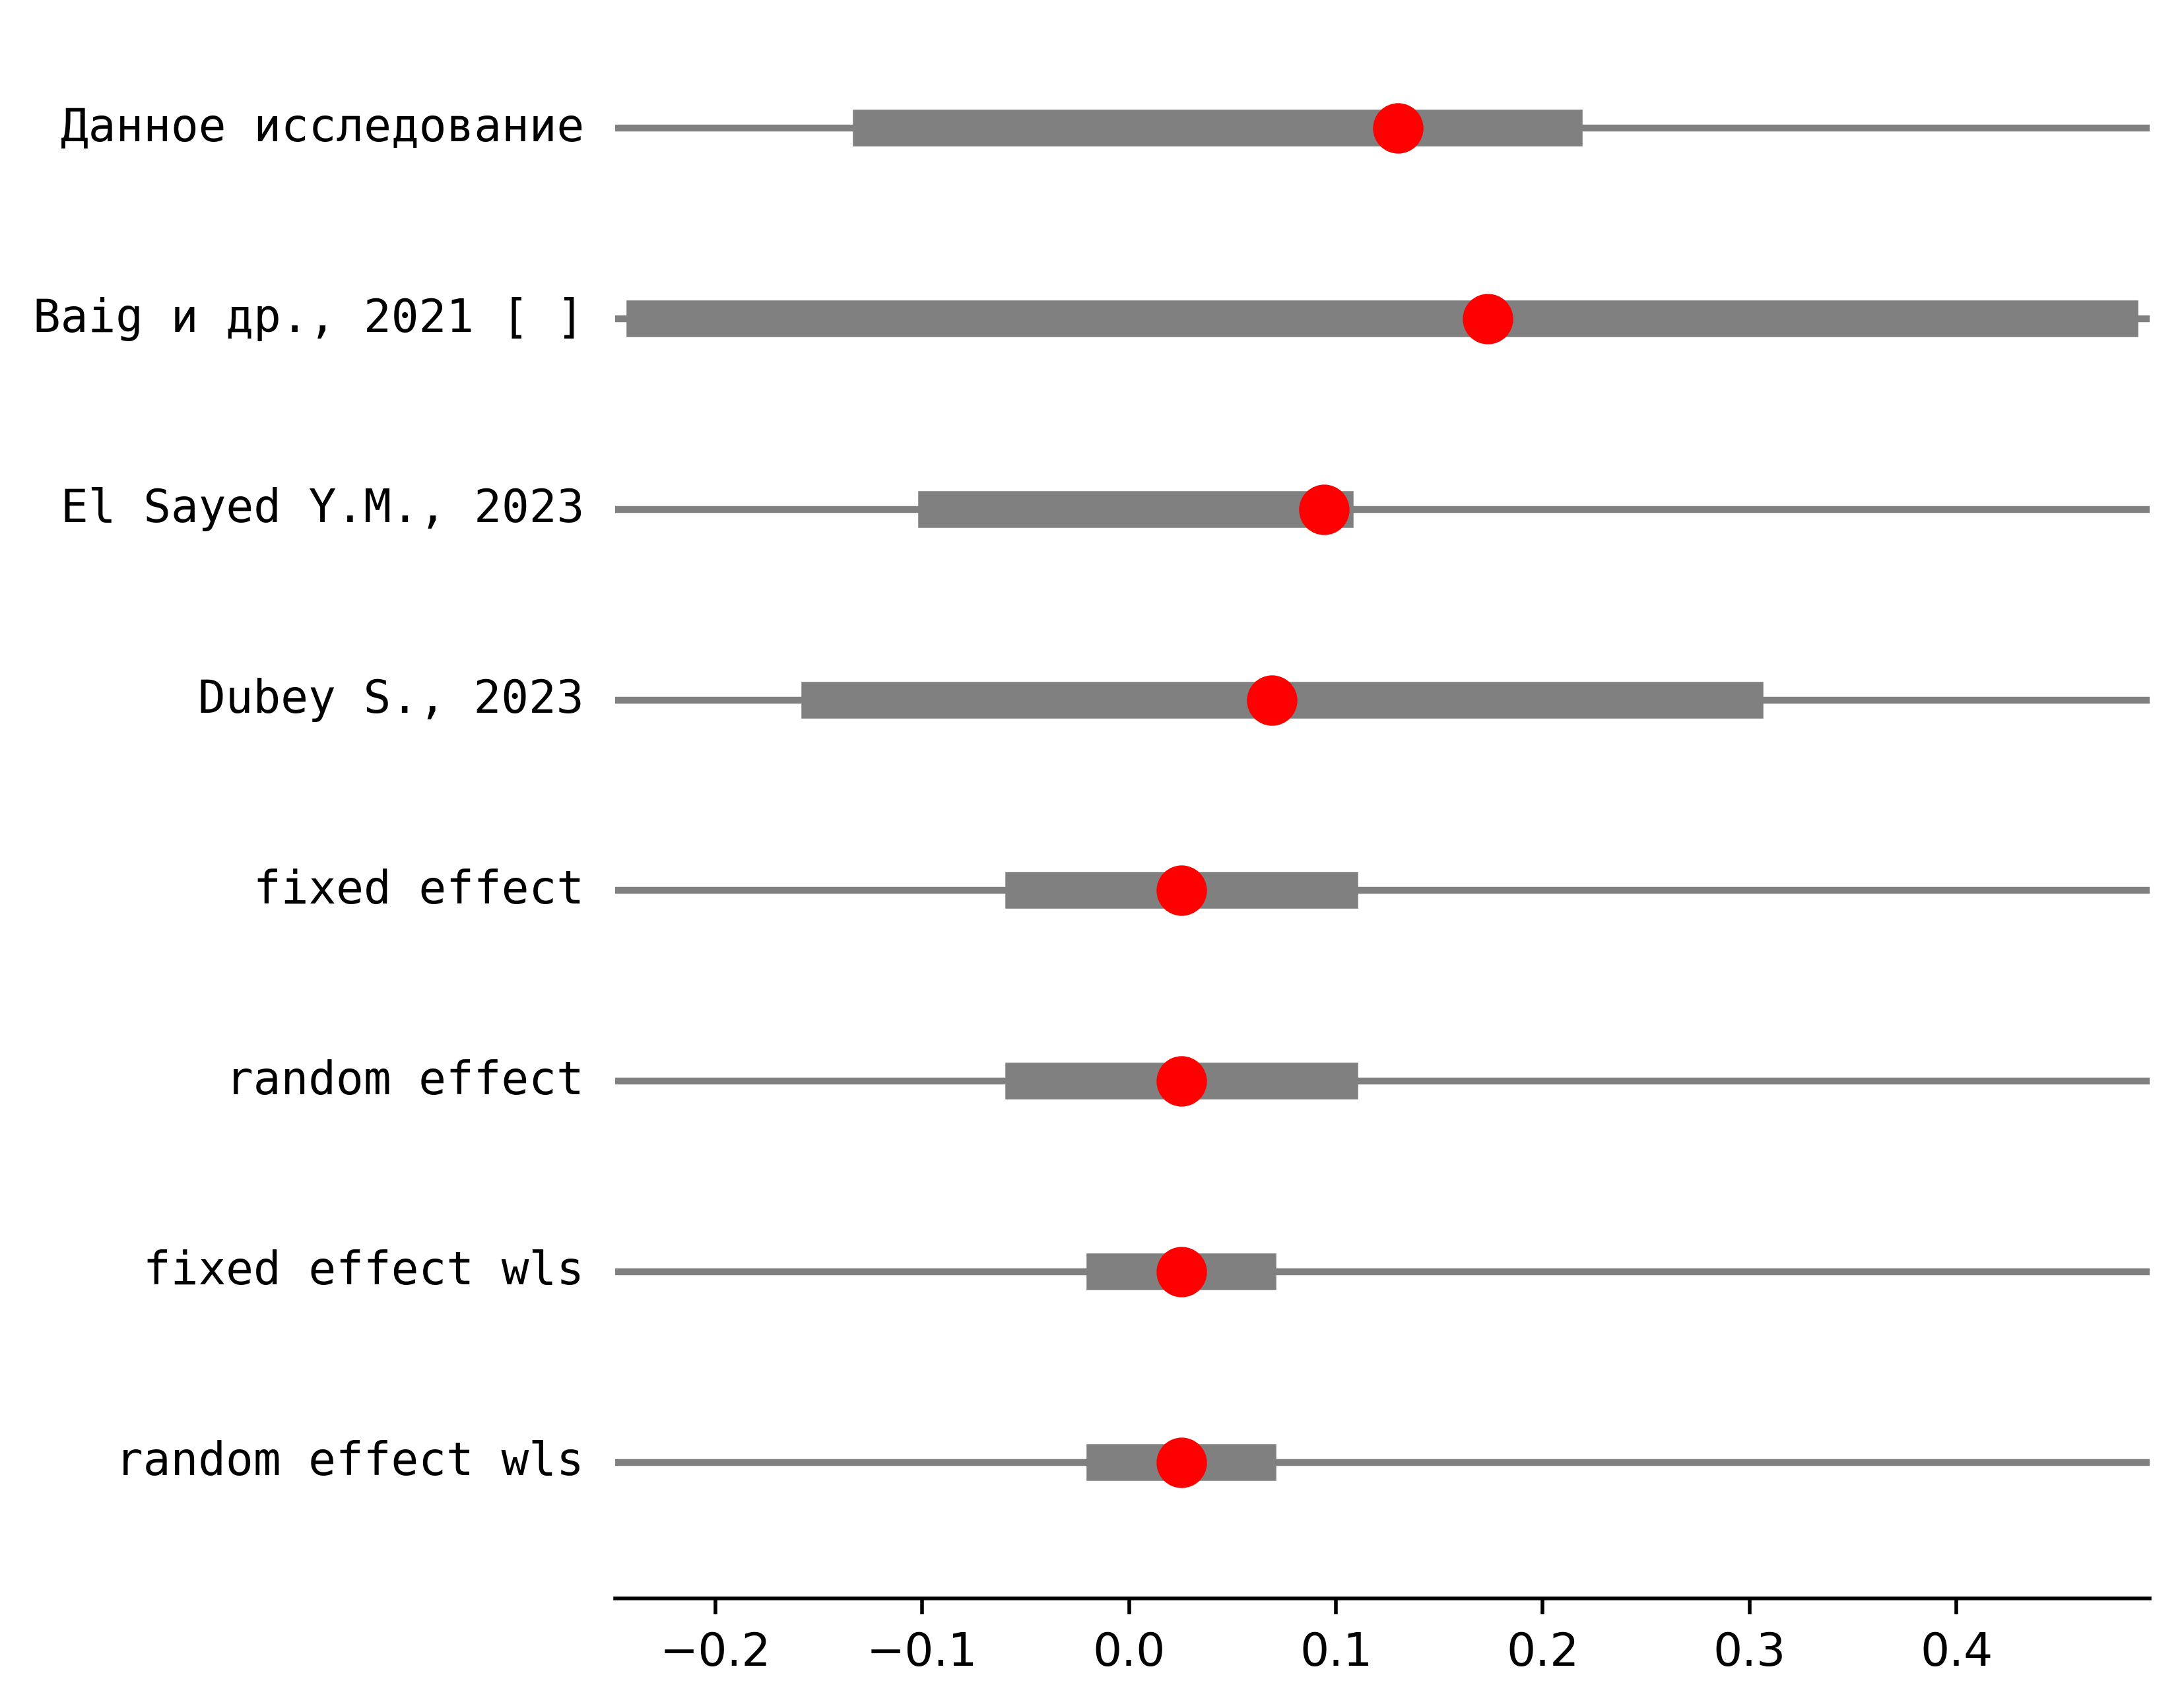 Данное исследование
Baig и др., 2021 [ ]
El Sayed Y.M., 2023
Dubey S., 2023
fixed effect
random effect
fixed effect wls
random effect wls
−0.2 −0.1 0.0 0.1 0.2 0.3 0.4